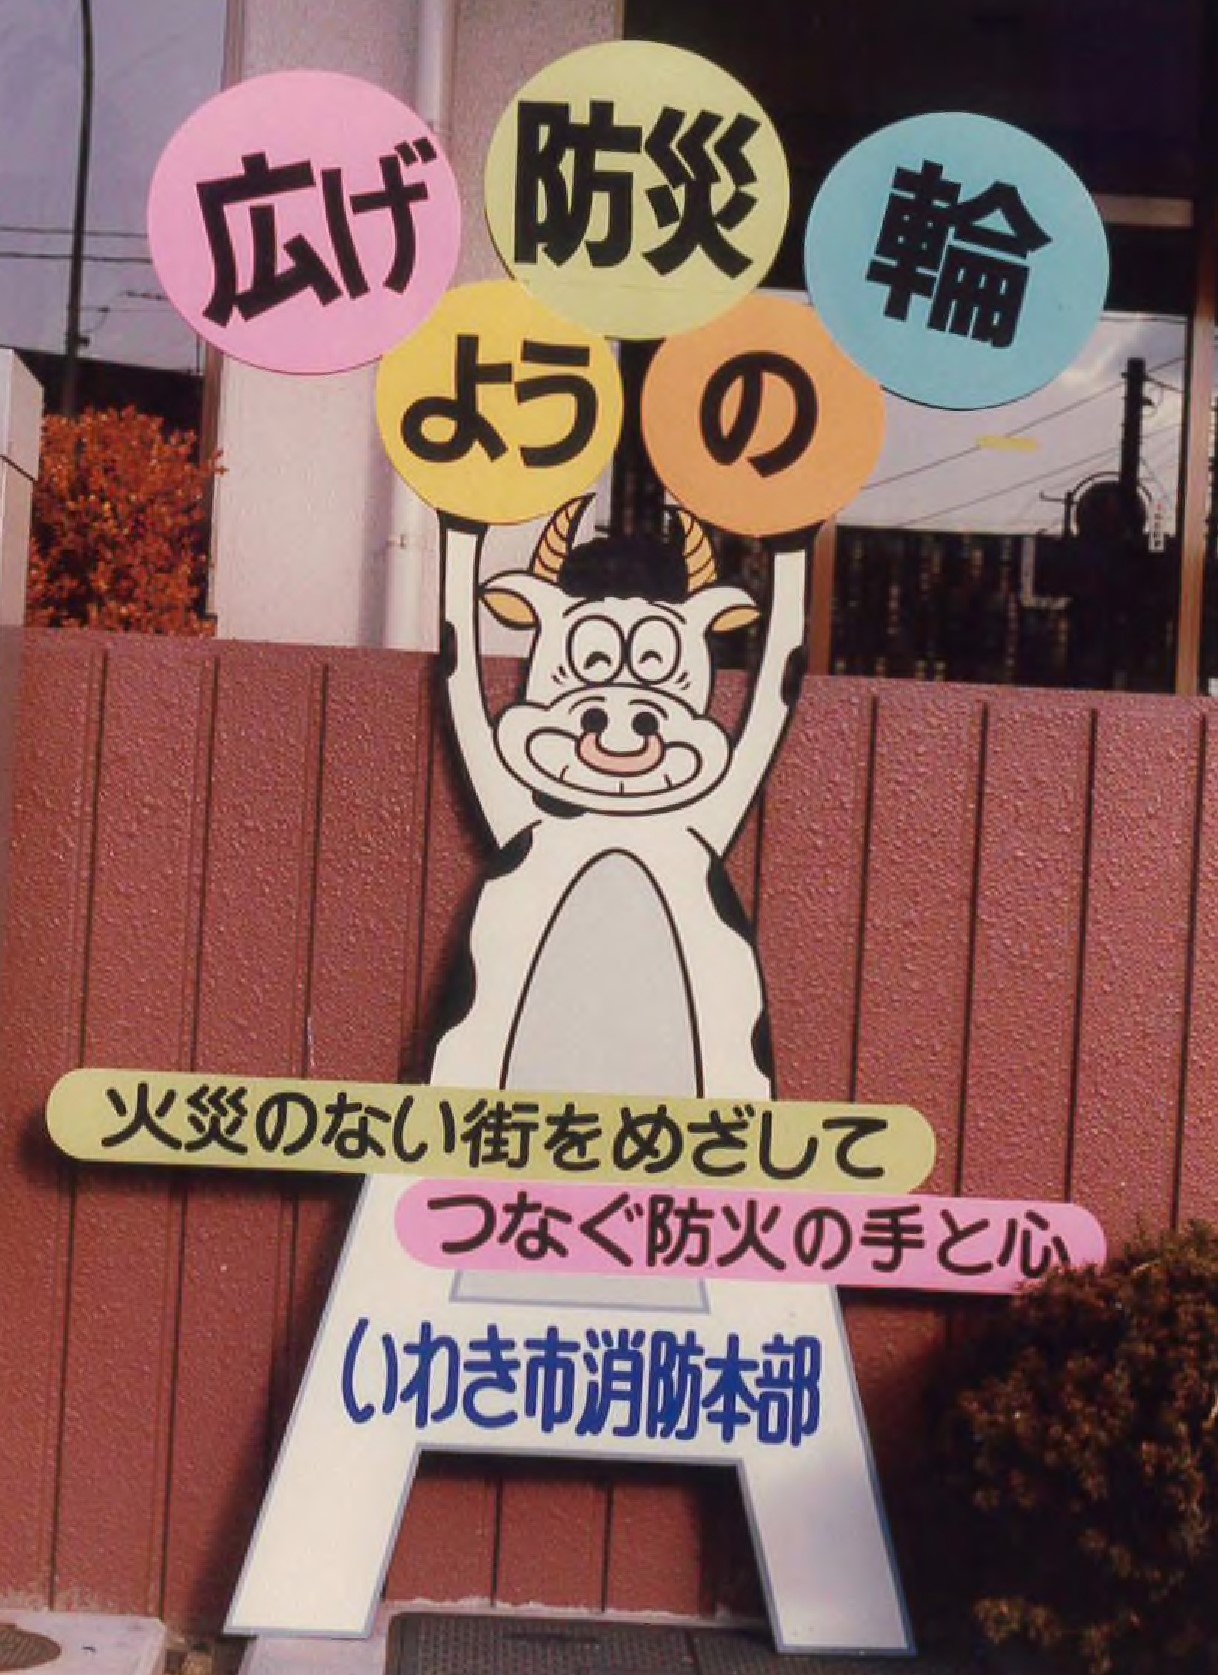 広げ
よう
防災
の
輪
火災のない街をめざして
つなぐ防火の手と心
いわき市消防本部